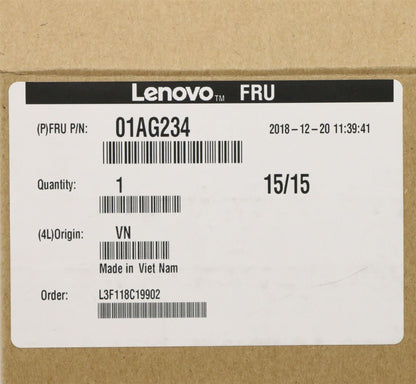 Lenovo™ FRU
(P)FRU P/N: 01AG234 2018-12-20 11:39:41
Quantity: 1 15/15
(4L)Origin: VN
Made in Viet Nam
Order: L3F118C19902